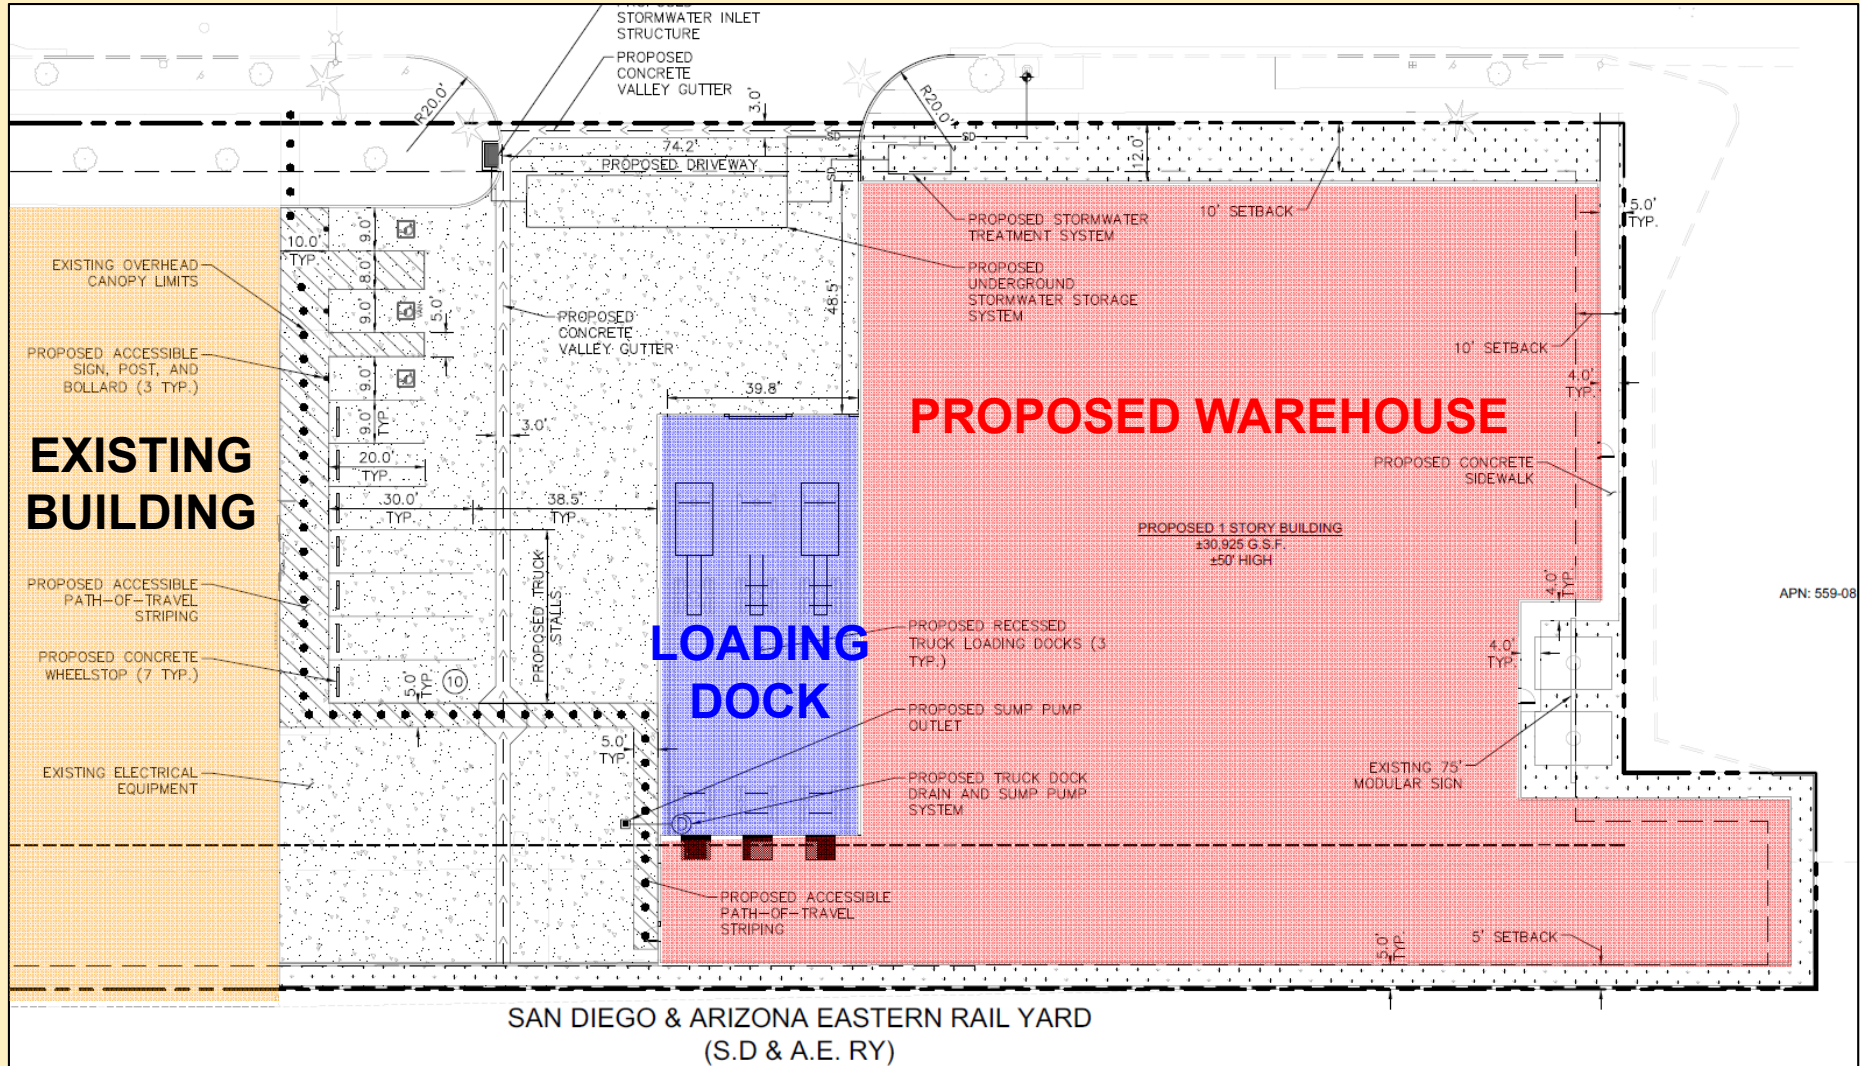 PROPOSED
STORMWATER INLET
STRUCTURE
PROPOSED
CONCRETE
VALLEY GUTTER
3.0'
R20.0'
R20.0'
SD
SD
74.2'
PROPOSED DRIVEWAY
SD
12.0'
10' SETBACK
5.0'
TYP.
PROPOSED STORMWATER
TREATMENT SYSTEM
PROPOSED
UNDERGROUND
STORMWATER STORAGE
SYSTEM
48.5'
10.0'
TYP.
9.0'
8.0'
9.0'
5.0'
VAN
EXISTING OVERHEAD
CANOPY LIMITS
PROPOSED
CONCRETE
VALLEY GUTTER
PROPOSED ACCESSIBLE
SIGN, POST, AND
BOLLARD (3 TYP.)
9.0'
9.0'
TYP.
39.8'
10' SETBACK
4.0'
TYP.
PROPOSED WAREHOUSE
3.0'
EXISTING
BUILDING
20.0'
TYP.
30.0'
TYP.
38.5'
TYP.
PROPOSED CONCRETE
SIDEWALK
PROPOSED 1 STORY BUILDING
±30,925 G.S.F.
±50' HIGH
PROPOSED TRUCK
STALLS
4.0'
TYP.
APN: 559-08
PROPOSED ACCESSIBLE
PATH-OF-TRAVEL
STRIPING
LOADING
DOCK
PROPOSED RECESSED
TRUCK LOADING DOCKS (3
TYP.)
4.0'
TYP.
PROPOSED CONCRETE
WHEELSTOP (7 TYP.)
5.0'
TYP.
10
PROPOSED SUMP PUMP
OUTLET
5.0'
TYP.
EXISTING ELECTRICAL
EQUIPMENT
PROPOSED TRUCK DOCK
DRAIN AND SUMP PUMP
SYSTEM
D
EXISTING 75'
MODULAR SIGN
PROPOSED ACCESSIBLE
PATH-OF-TRAVEL
STRIPING
5.0'
TYP.
5' SETBACK
SAN DIEGO & ARIZONA EASTERN RAIL YARD
(S.D & A.E. RY)